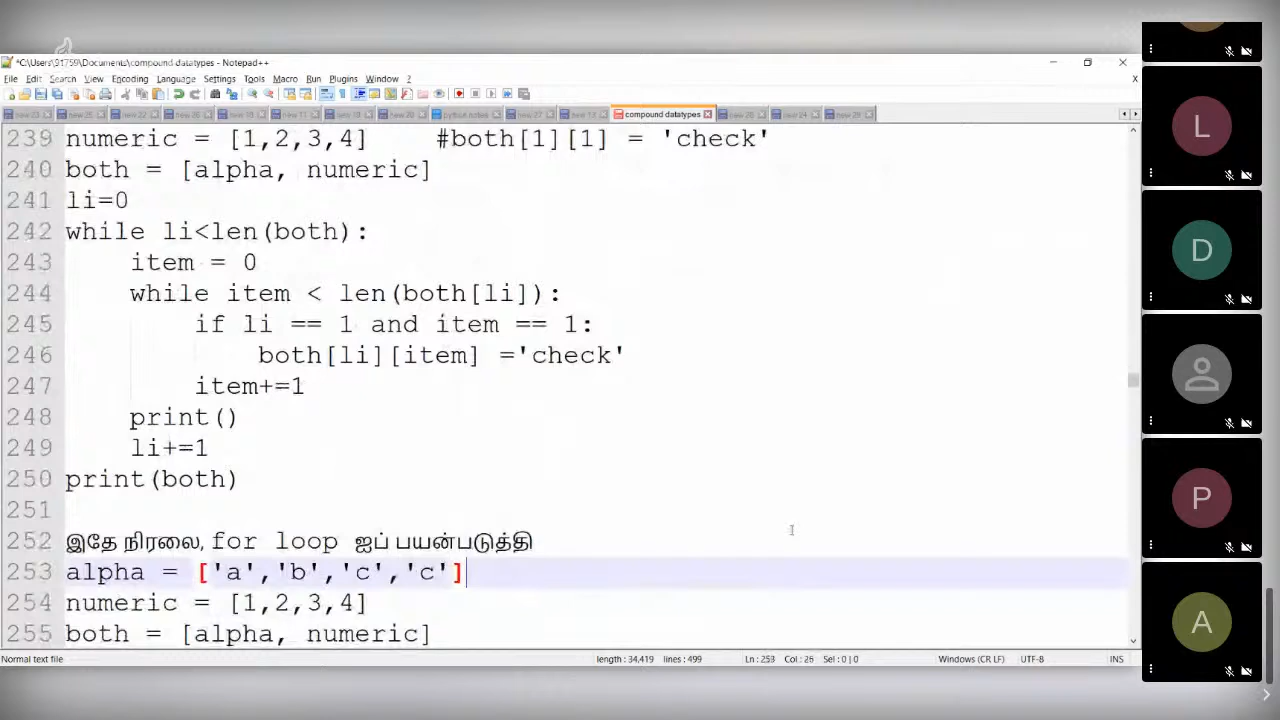 *C:\Users\91759\Documents\compound datatypes - Notepad++
File Edit Search View Encoding Language Settings Tools Macro Run Plugins Window ?
compound datatypes
239 numeric = [1,2,3,4] #both[1][1] = 'check'
240 both = [alpha, numeric]
241 li=0
242 while li<len(both):
243 item = 0
244 while item < len(both[li]):
245 if li == 1 and item == 1:
246 both[li][item] ='check'
247 item+=1
248 print()
249 li+=1
250 print(both)
251
252 இதே நிரலை, for loop ஐப் பயன்படுத்தி
253 alpha = ['a','b','c','c']
254 numeric = [1,2,3,4]
255 both = [alpha, numeric]
Normal text file length : 34,419 lines : 499 Ln : 253 Col : 26 Sel : 0 | 0 Windows (CR LF) UTF-8 INS
L
D
P
A